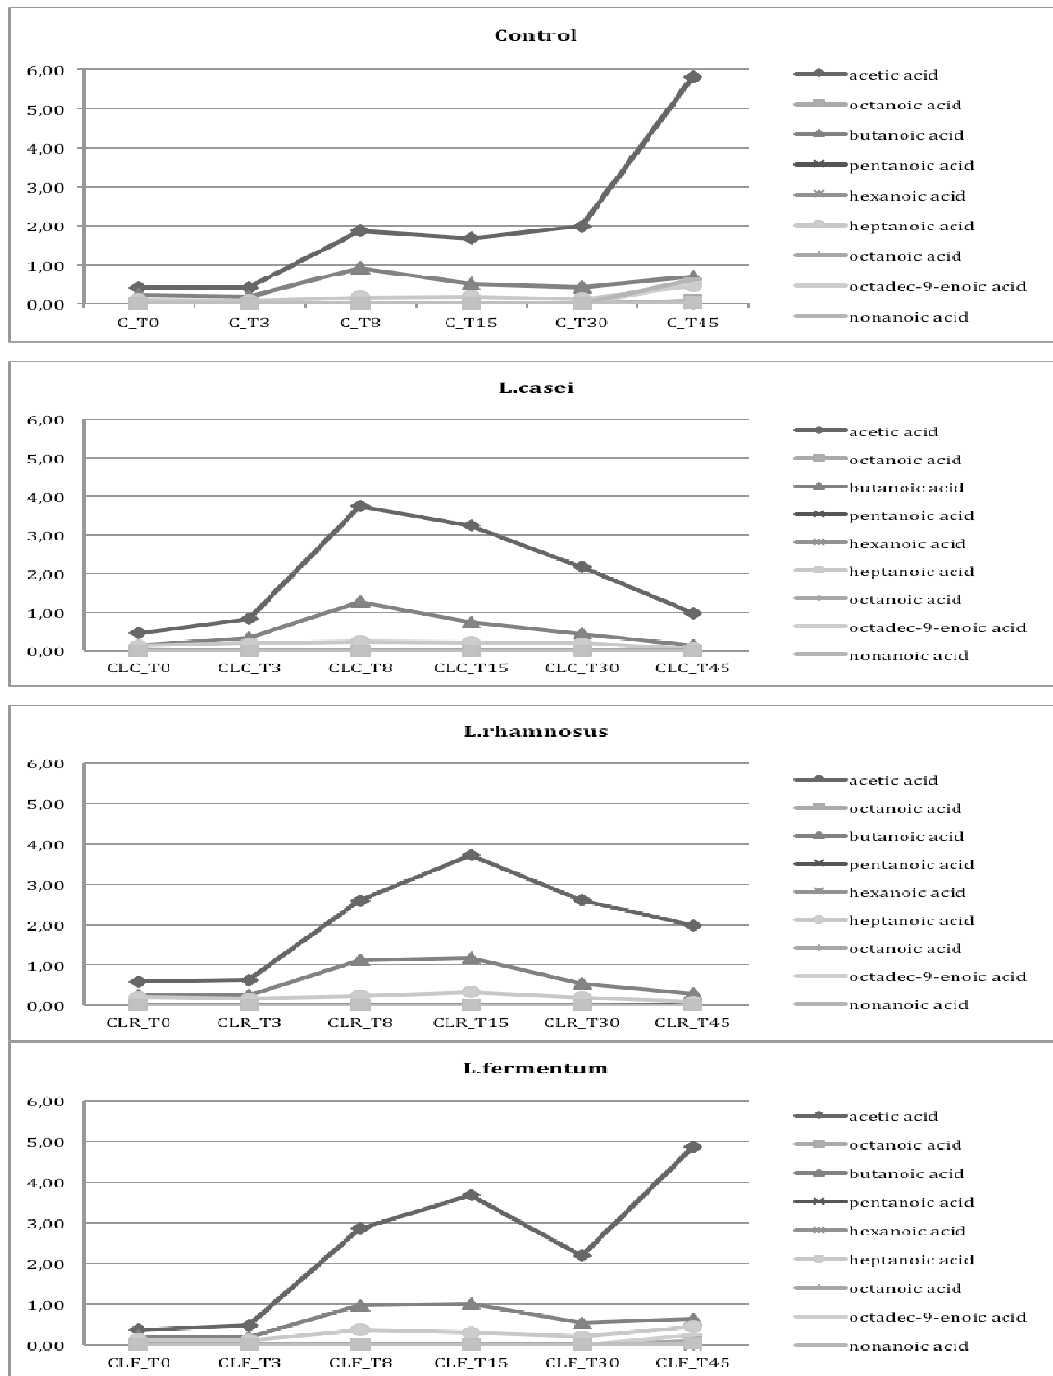 Control
6,00
5,00
4,00
3,00
2,00
1,00
0,00
C_T0 C_T3 C_T8 C_T15 C_T30 C_T45
acetic acid
octanoic acid
butanoic acid
pentanoic acid
hexanoic acid
heptanoic acid
octanoic acid
octadec-9-enoic acid
nonanoic acid
L.casei
6,00
5,00
4,00
3,00
2,00
1,00
0,00
CLC_T0 CLC_T3 CLC_T8 CLC_T15 CLC_T30 CLC_T45
acetic acid
octanoic acid
butanoic acid
pentanoic acid
hexanoic acid
heptanoic acid
octanoic acid
octadec-9-enoic acid
nonanoic acid
L.rhamnosus
6,00
5,00
4,00
3,00
2,00
1,00
0,00
CLR_T0 CLR_T3 CLR_T8 CLR_T15 CLR_T30 CLR_T45
acetic acid
octanoic acid
butanoic acid
pentanoic acid
hexanoic acid
heptanoic acid
octanoic acid
octadec-9-enoic acid
nonanoic acid
L.fermentum
6,00
5,00
4,00
3,00
2,00
1,00
0,00
CLF_T0 CLF_T3 CLF_T8 CLF_T15 CLF_T30 CLF_T45
acetic acid
octanoic acid
butanoic acid
pentanoic acid
hexanoic acid
heptanoic acid
octanoic acid
octadec-9-enoic acid
nonanoic acid